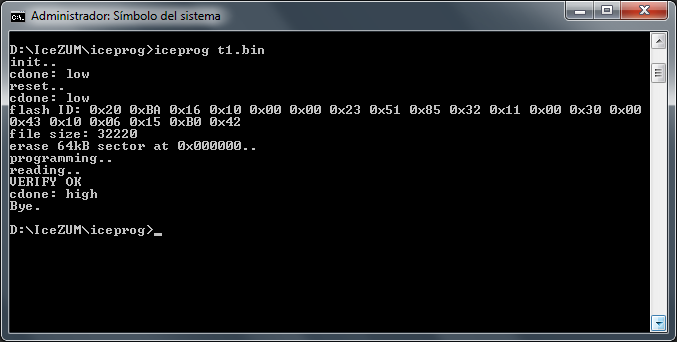 Administrador: Símbolo del sistema
D:\IceZUM\iceprog>iceprog t1.bin
init..
cdone: low
reset..
cdone: low
flash ID: 0x20 0xBA 0x16 0x10 0x00 0x00 0x23 0x51 0x85 0x32 0x11 0x00 0x30 0x00
0x43 0x10 0x06 0x15 0xB0 0x42
file size: 32220
erase 64kB sector at 0x000000..
programming..
reading..
VERIFY OK
cdone: high
Bye.
D:\IceZUM\iceprog>_